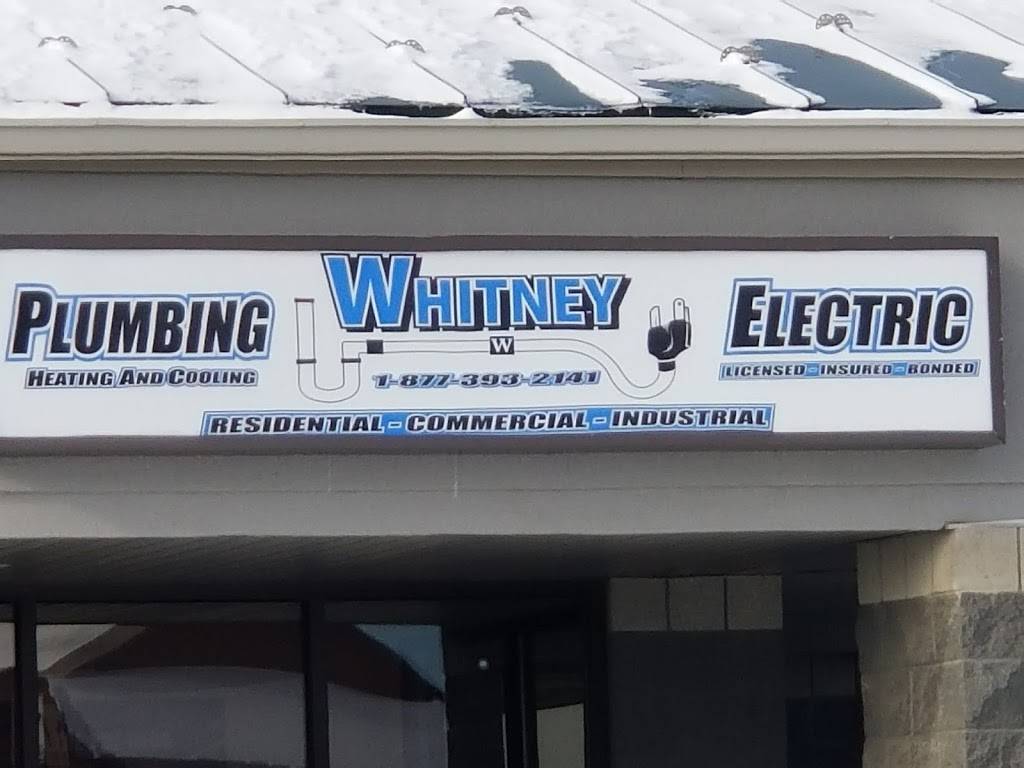 PLUMBING
HEATING AND COOLING
WHITNEY
W
1-877-393-2141
ELECTRIC
LICENSED - INSURED - BONDED
RESIDENTIAL - COMMERCIAL - INDUSTRIAL